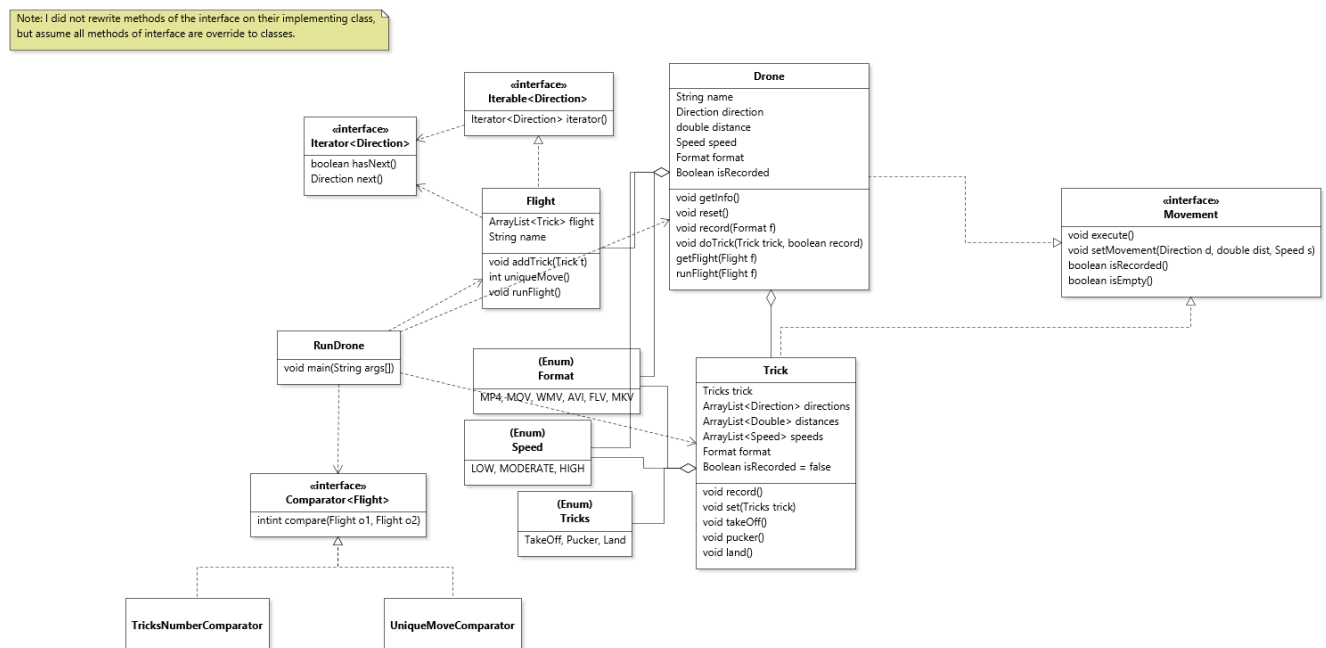 Note: I did not rewrite methods of the interface on their implementing class,
but assume all methods of interface are override to classes.
«interface»
Iterable<Direction>
Iterator<Direction> iterator()
«interface»
Iterator<Direction>
boolean hasNext()
Direction next()
Flight
ArrayList<Trick> flight
String name
void addTrick(Trick t)
int uniqueMove()
void runFlight()
Drone
String name
Direction direction
double distance
Speed speed
Format format
Boolean isRecorded
void getInfo()
void reset()
void record(Format f)
void doTrick(Trick trick, boolean record)
getFlight(Flight f)
runFlight(Flight f)
«interface»
Movement
void execute()
void setMovement(Direction d, double dist, Speed s)
boolean isRecorded()
boolean isEmpty()
RunDrone
void main(String args[])
(Enum)
Format
MP4, MOV, WMV, AVI, FLV, MKV
(Enum)
Speed
LOW, MODERATE, HIGH
(Enum)
Tricks
TakeOff, Pucker, Land
Trick
Tricks trick
ArrayList<Direction> directions
ArrayList<Double> distances
ArrayList<Speed> speeds
Format format
Boolean isRecorded = false
void record()
void set(Tricks trick)
void takeOff()
void pucker()
void land()
«interface»
Comparator<Flight>
intint compare(Flight o1, Flight o2)
TricksNumberComparator
UniqueMoveComparator